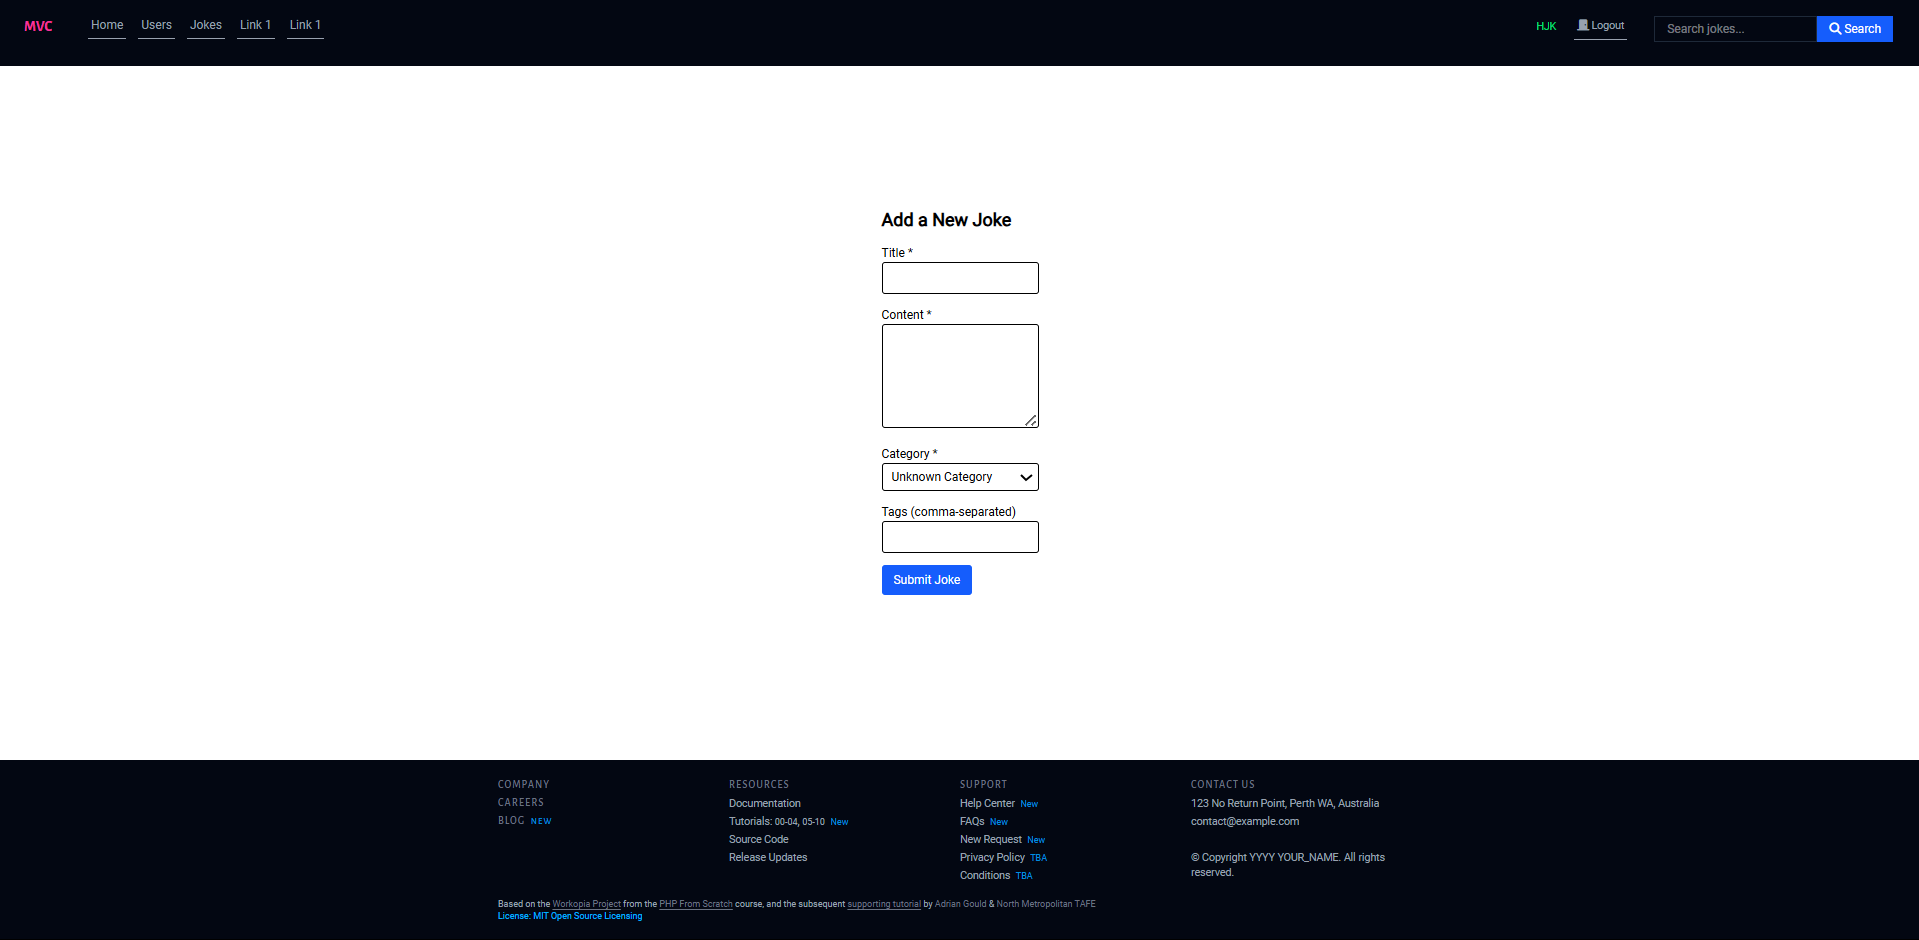 MVC Home Users Jokes Link 1 Link 1 HJK Logout Search jokes... Search
Add a New Joke
Title *
Content *
Category *
Unknown Category
Tags (comma-separated)
Submit Joke
COMPANY
CAREERS
BLOG NEW
RESOURCES
Documentation
Tutorials: 00-04, 05-10 New
Source Code
Release Updates
SUPPORT
Help Center New
FAQs New
New Request New
Privacy Policy TBA
Conditions TBA
CONTACT US
123 No Return Point, Perth WA, Australia
contact@example.com
© Copyright YYYY YOUR_NAME. All rights
reserved.
Based on the Workopia Project from the PHP From Scratch course, and the subsequent supporting tutorial by Adrian Gould & North Metropolitan TAFE
License: MIT Open Source Licensing